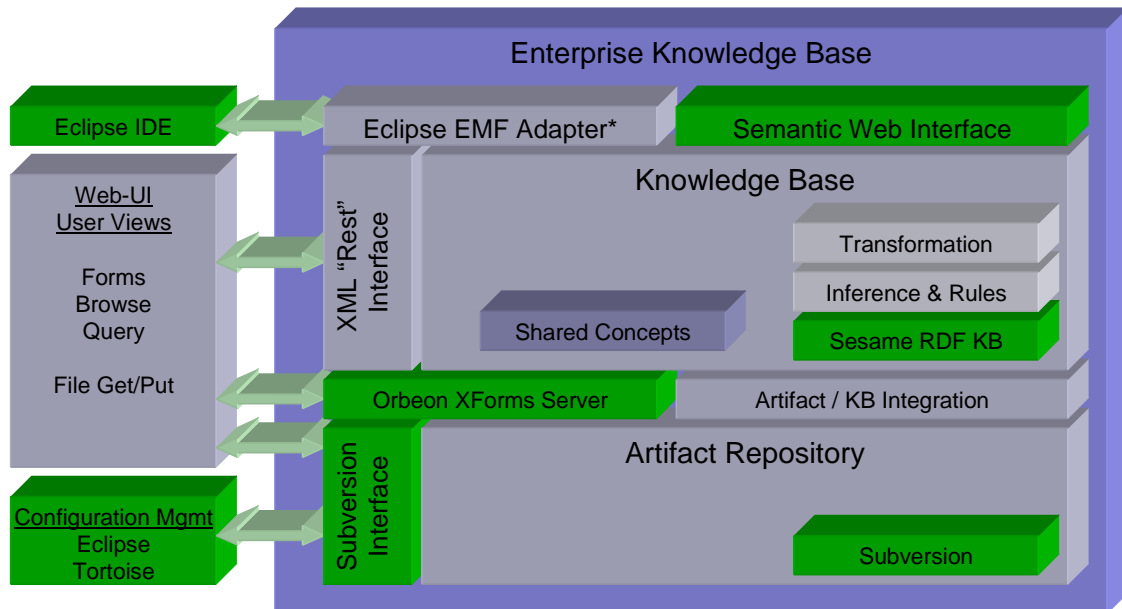 Enterprise Knowledge Base
Eclipse IDE
Eclipse EMF Adapter*
Semantic Web Interface
Web-UI
User Views
Forms
Browse
Query
File Get/Put
XML “Rest”
Interface
Knowledge Base
Transformation
Inference & Rules
Shared Concepts
Sesame RDF KB
Orbeon XForms Server
Artifact / KB Integration
Subversion
Interface
Artifact Repository
Configuration Mgmt
Eclipse
Tortoise
Subversion